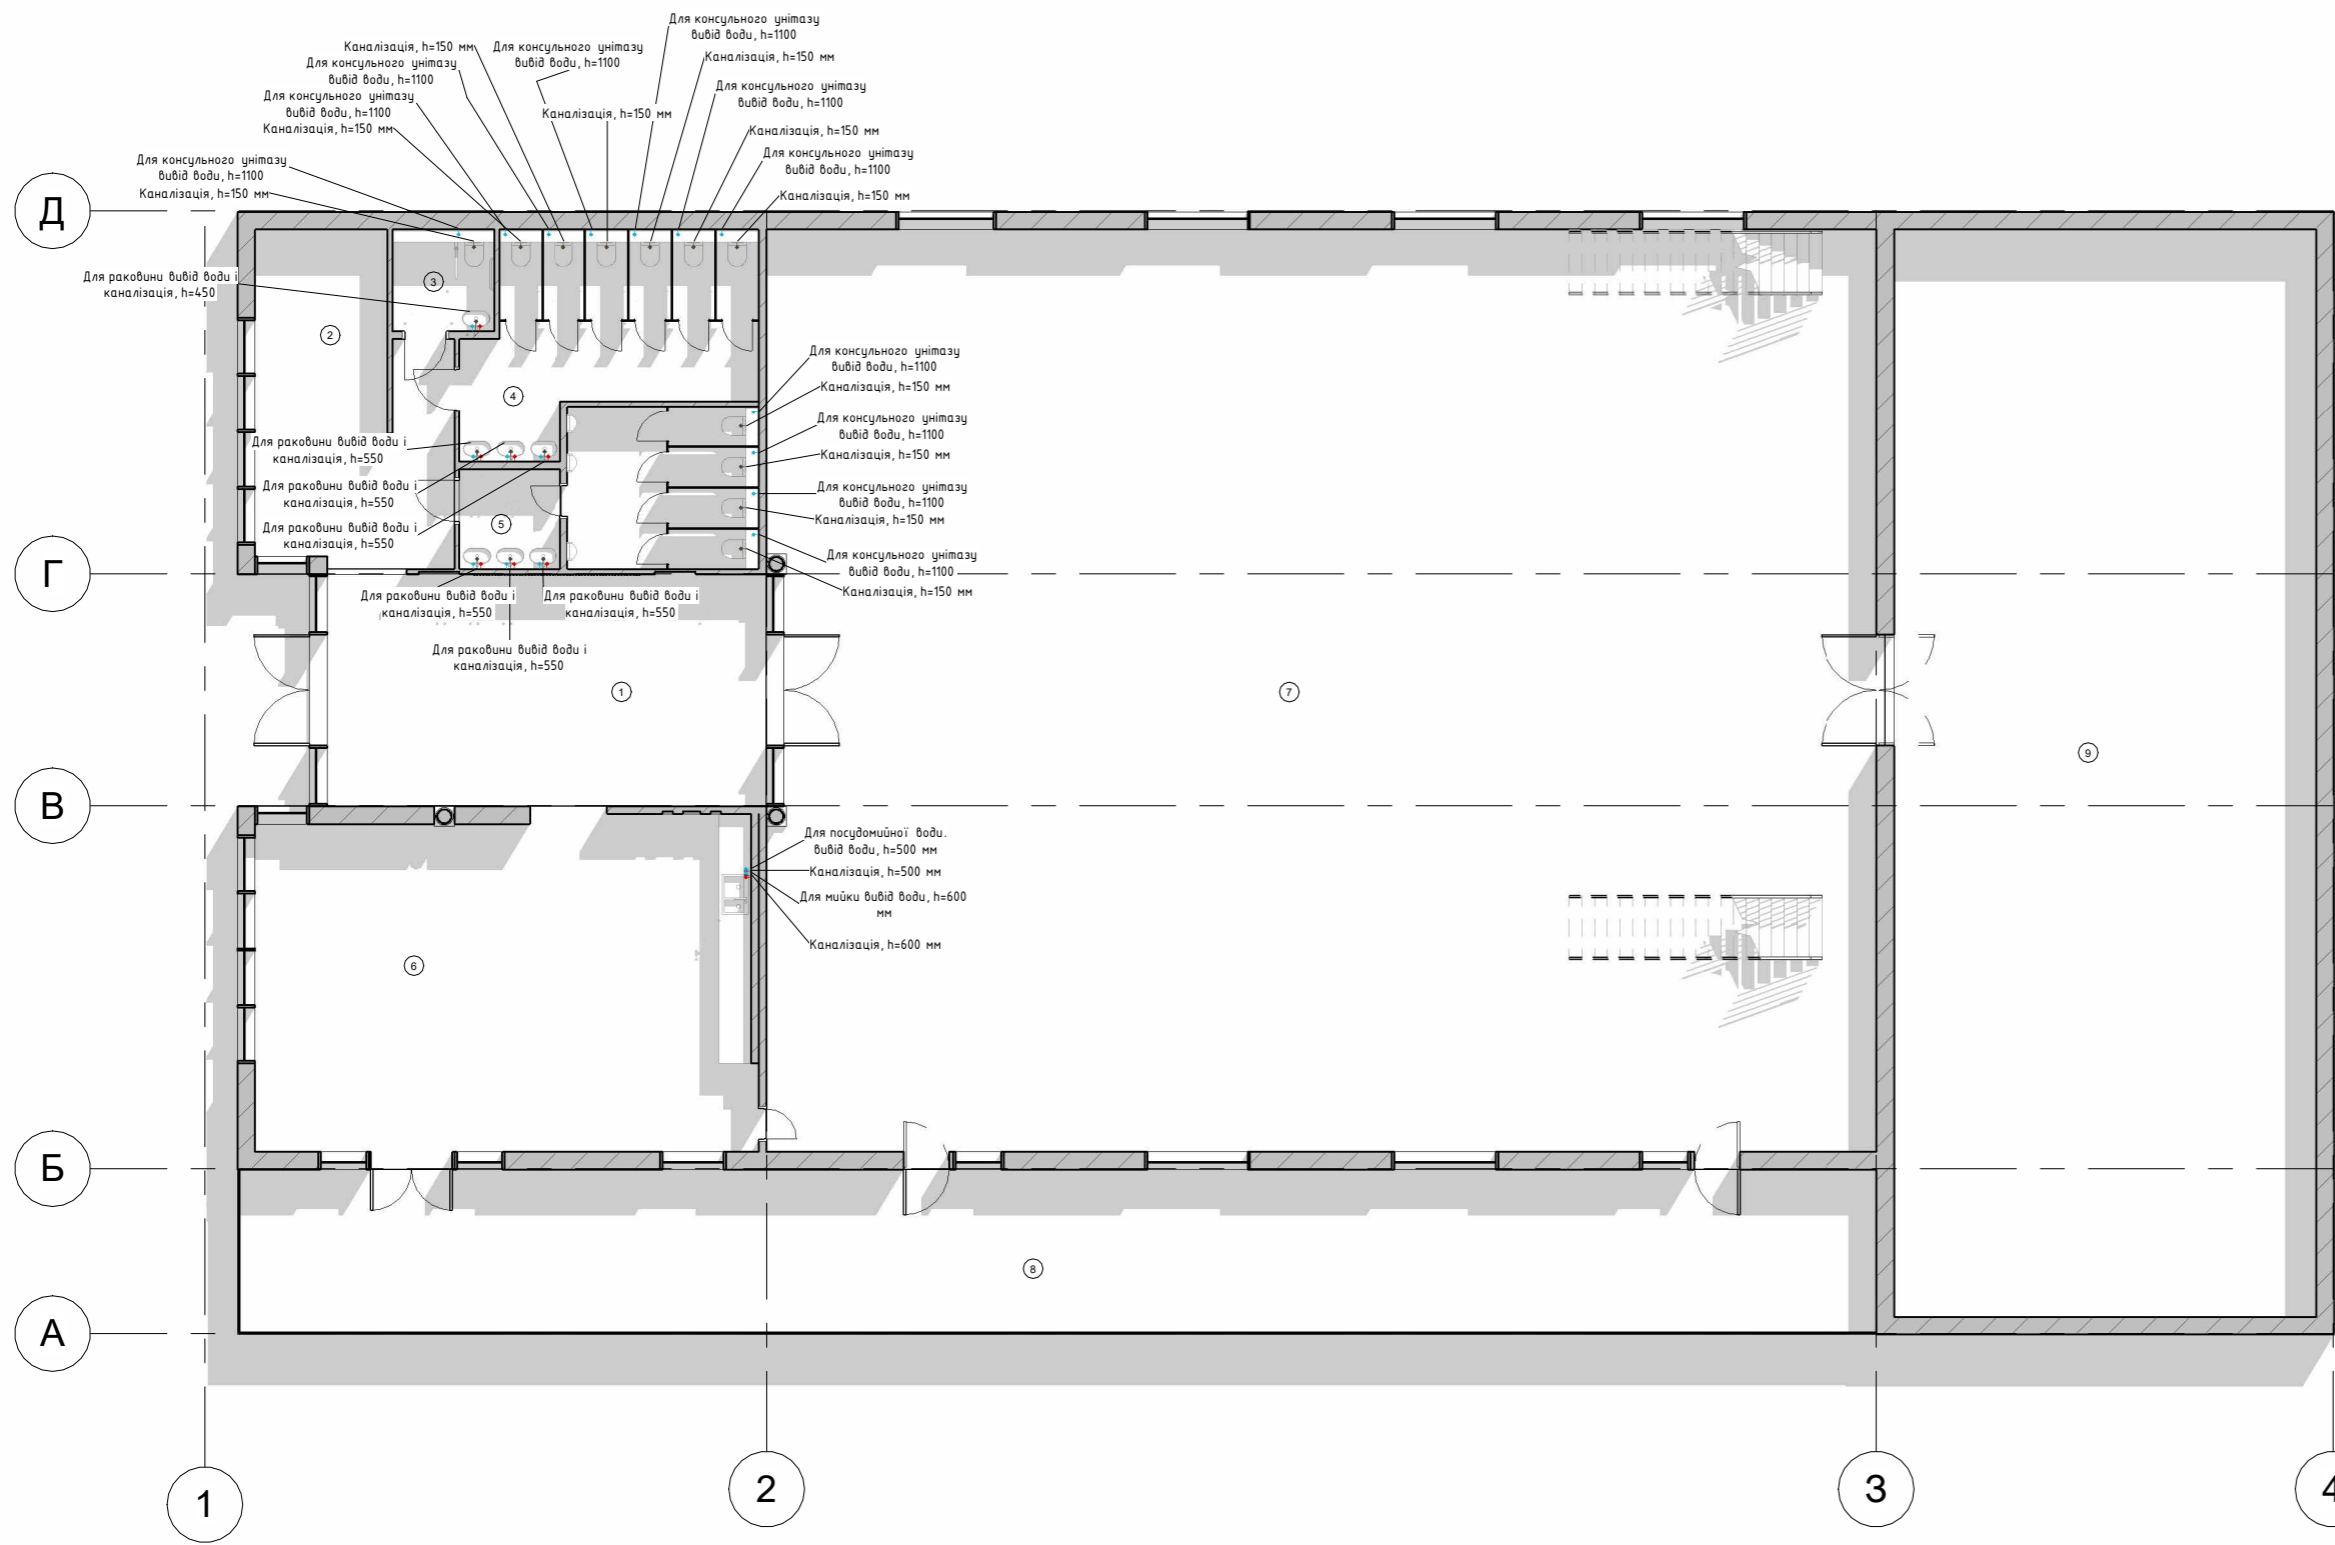 Для консульного унітазу
вивід води, h=1100
Каналізація, h=150 мм
Для консульного унітазу
вивід води, h=1100
Каналізація, h=150 мм
Для консульного унітазу
вивід води, h=1100
Для консульного унітазу
вивід води, h=1100
Каналізація, h=150 мм
Для консульного унітазу
вивід води, h=1100
Каналізація, h=150 мм
Каналізація, h=150 мм
Для консульного унітазу
вивід води, h=1100
Каналізація, h=150 мм
Для консульного унітазу
вивід води, h=1100
Каналізація, h=150 мм
Для консульного унітазу
вивід води, h=1100
Каналізація, h=150 мм
Д
Для раковини вивід води і
каналізація, h=450
3
2
4
Для консульного унітазу
вивід води, h=1100
Каналізація, h=150 мм
Для консульного унітазу
вивід води, h=1100
Каналізація, h=150 мм
Для консульного унітазу
вивід води, h=1100
Каналізація, h=150 мм
Для консульного унітазу
вивід води, h=1100
Каналізація, h=150 мм
Для раковини вивід води і
каналізація, h=550
Для раковини вивід води і
каналізація, h=550
Для раковини вивід води і
каналізація, h=550
5
Г
Для раковини вивід води і
каналізація, h=550
Для раковини вивід води і
каналізація, h=550
Для раковини вивід води і
каналізація, h=550
1
7
9
В
Для посудомийної води.
вивід води, h=500 мм
Каналізація, h=500 мм
Для мийки вивід води, h=600
мм
Каналізація, h=600 мм
6
Б
8
А
1
2
3
4